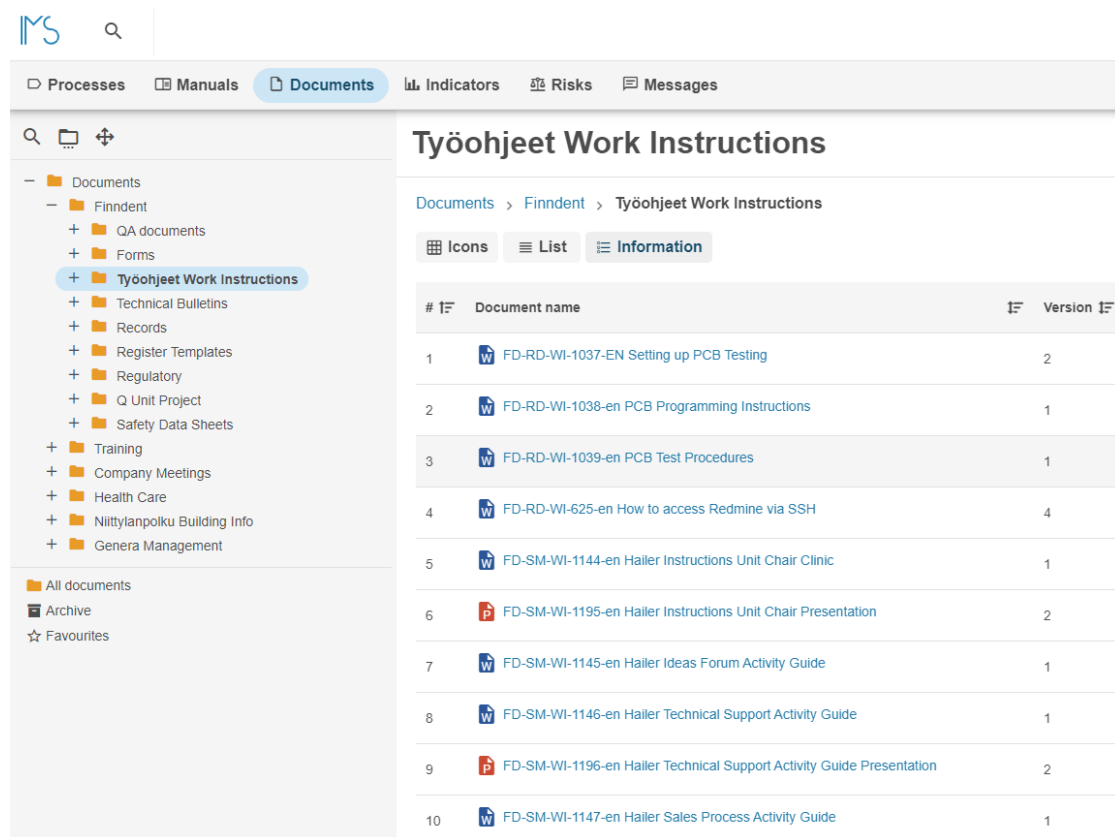 IMS
Processes Manuals Documents Indicators Risks Messages
Documents
Finndent
QA documents
Forms
Työohjeet Work Instructions
Technical Bulletins
Records
Register Templates
Regulatory
Q Unit Project
Safety Data Sheets
Training
Company Meetings
Health Care
Niittylanpolku Building Info
Genera Management
All documents
Archive
Favourites
Työohjeet Work Instructions
Documents > Finndent > Työohjeet Work Instructions
Icons List Information
# Document name Version
1 FD-RD-WI-1037-EN Setting up PCB Testing 2
2 FD-RD-WI-1038-en PCB Programming Instructions 1
3 FD-RD-WI-1039-en PCB Test Procedures 1
4 FD-RD-WI-625-en How to access Redmine via SSH 4
5 FD-SM-WI-1144-en Hailer Instructions Unit Chair Clinic 1
6 FD-SM-WI-1195-en Hailer Instructions Unit Chair Presentation 2
7 FD-SM-WI-1145-en Hailer Ideas Forum Activity Guide 1
8 FD-SM-WI-1146-en Hailer Technical Support Activity Guide 1
9 FD-SM-WI-1196-en Hailer Technical Support Activity Guide Presentation 2
10 FD-SM-WI-1147-en Hailer Sales Process Activity Guide 1